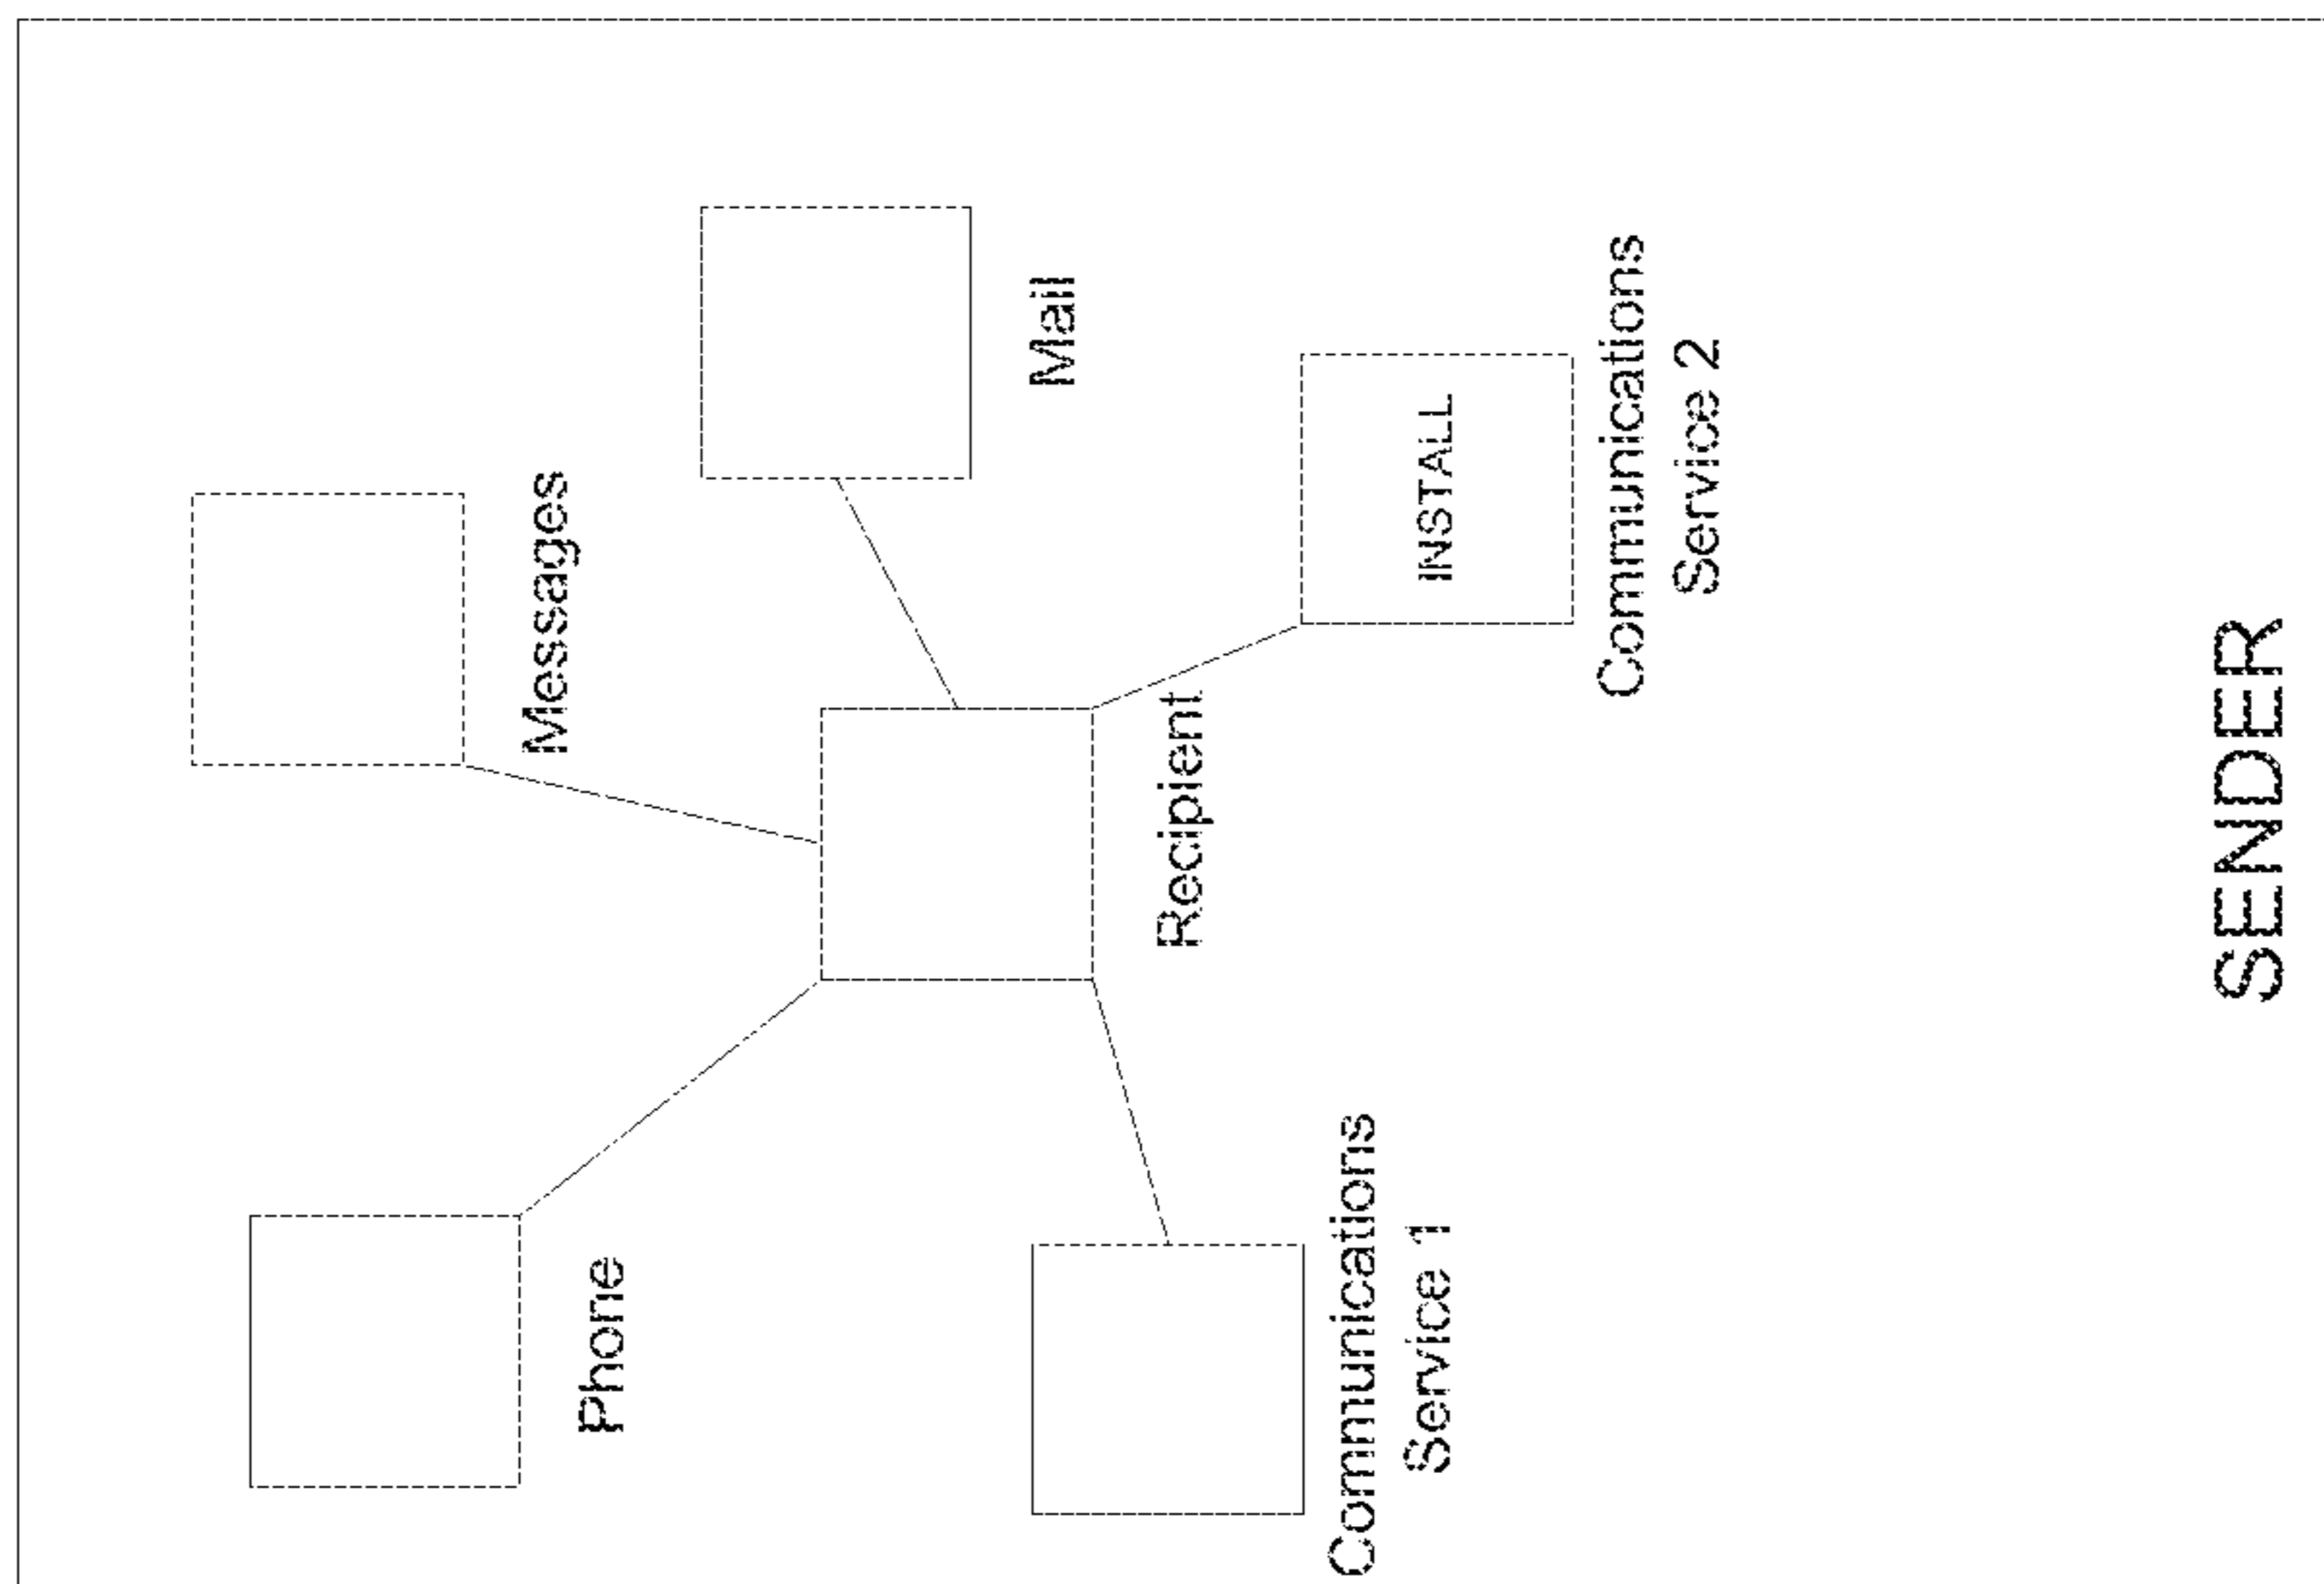 Phone
Messages
Mail
Recipient
Communications
Service 1
INSTALL
Communications
Service 2
SENDER